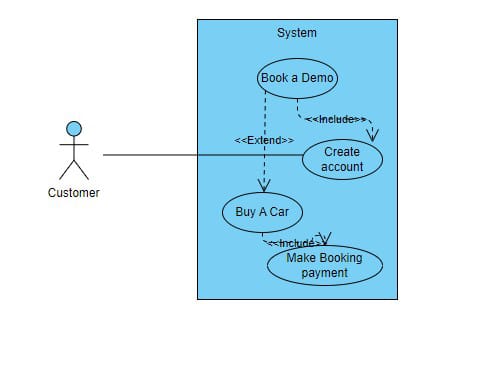 System
Book a Demo
<<Include>>
<<Extend>>
Create
account
Customer
Buy A Car
<<Include>
Make Booking
payment